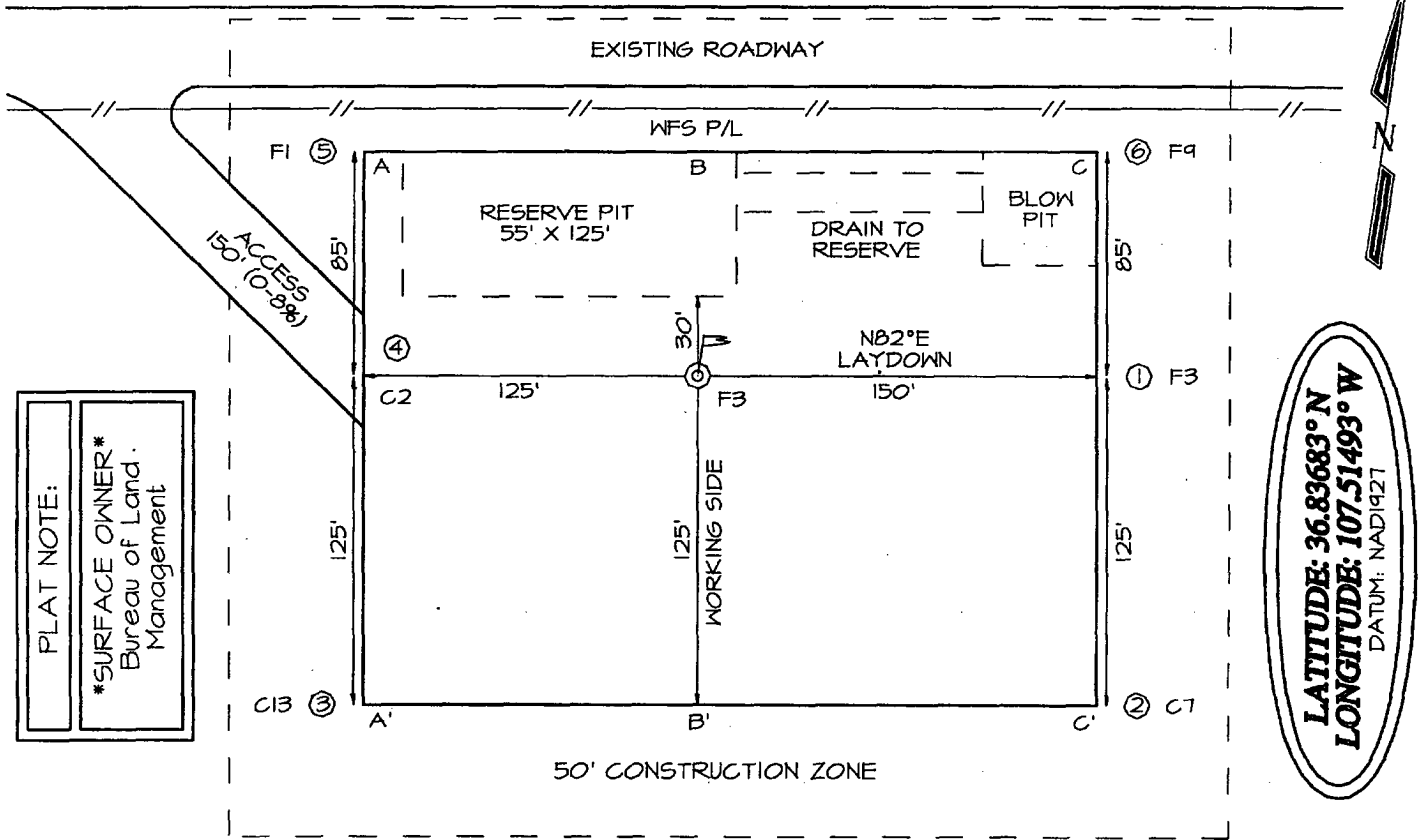 EXISTING ROADWAY
WFS P/L
N
F1 ⑤
A
B
C
⑥ F9
RESERVE PIT
55' X 125'
BLOW
PIT
DRAIN TO
RESERVE
ACCESS
150' (0-8%)
85'
85'
30'
N82°E
LAYDOWN
④
C2
125'
F3
150'
① F3
PLAT NOTE:
*SURFACE OWNER*
Bureau of Land
Management
125'
125'
WORKING SIDE
125'
LATITUDE: 36.83683° N
LONGITUDE: 107.51493° W
DATUM: NAD1927
C13 ③
A'
B'
C'
② C7
50' CONSTRUCTION ZONE